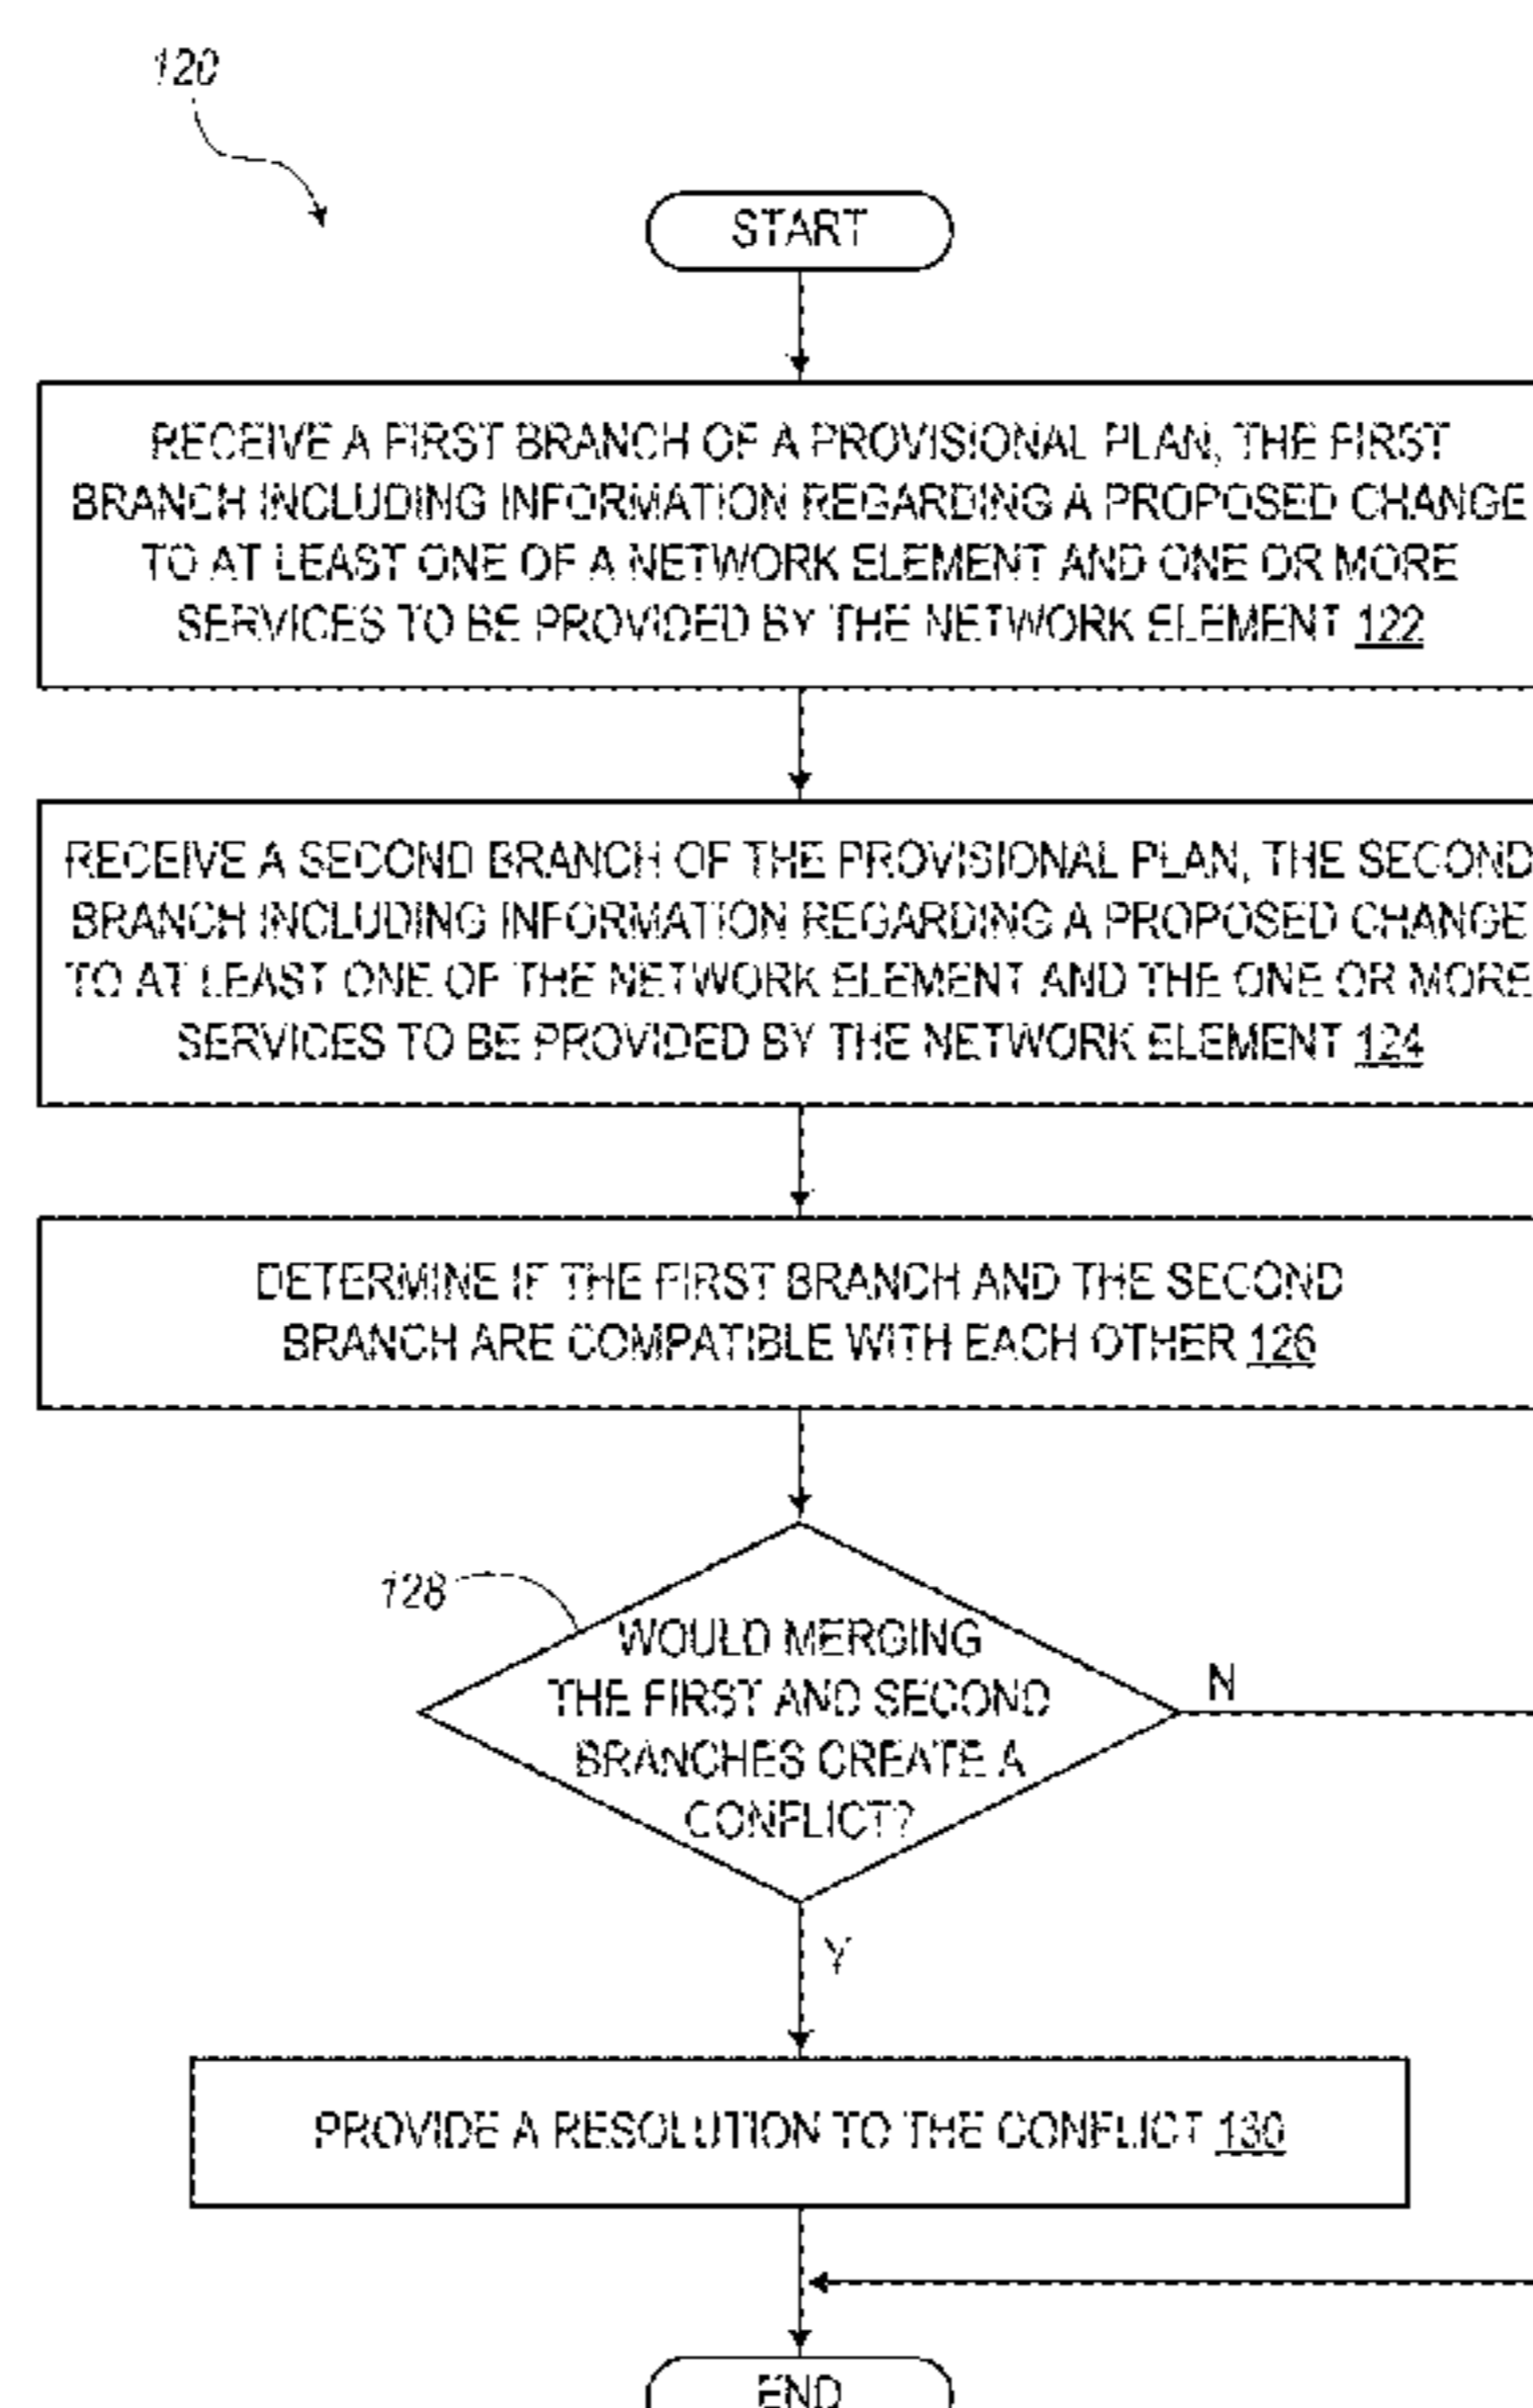 120
START
RECEIVE A FIRST BRANCH OF A PROVISIONAL PLAN, THE FIRST
BRANCH INCLUDING INFORMATION REGARDING A PROPOSED CHANGE
TO AT LEAST ONE OF A NETWORK ELEMENT AND ONE OR MORE
SERVICES TO BE PROVIDED BY THE NETWORK ELEMENT 122
RECEIVE A SECOND BRANCH OF THE PROVISIONAL PLAN, THE SECOND
BRANCH INCLUDING INFORMATION REGARDING A PROPOSED CHANGE
TO AT LEAST ONE OF THE NETWORK ELEMENT AND THE ONE OR MORE
SERVICES TO BE PROVIDED BY THE NETWORK ELEMENT 124
DETERMINE IF THE FIRST BRANCH AND THE SECOND
BRANCH ARE COMPATIBLE WITH EACH OTHER 126
128
WOULD MERGING
THE FIRST AND SECOND
BRANCHES CREATE A
CONFLICT?
N
Y
PROVIDE A RESOLUTION TO THE CONFLICT 130
END